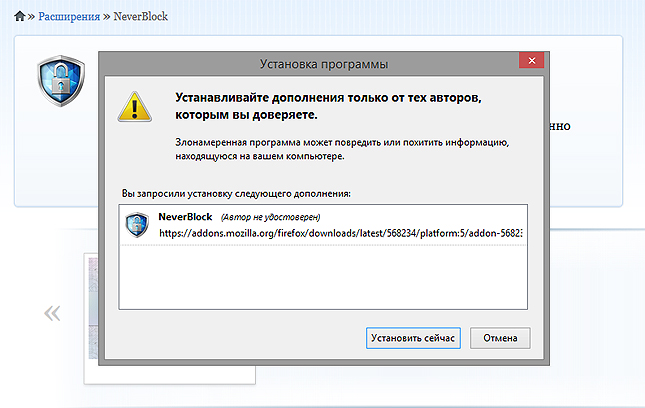 » Расширения » NeverBlock
Установка программы
Устанавливайте дополнения только от тех авторов,
которым вы доверяете.
нно
Злонамеренная программа может повредить или похитить информацию,
находящуюся на вашем компьютере.
Вы запросили установку следующего дополнения:
NeverBlock (Автор не удостоверен)
https://addons.mozilla.org/firefox/downloads/latest/568234/platform:5/addon-5682
«
Установить сейчас Отмена